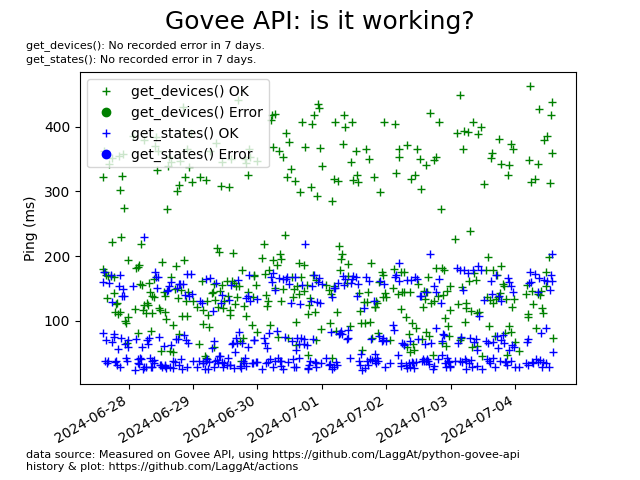 Govee API: is it working?
get_devices(): No recorded error in 7 days.
get_states(): No recorded error in 7 days.
get_devices() OK
get_devices() Error
get_states() OK
get_states() Error
400
300
200
100
Ping (ms)
2024-06-28
2024-06-29
2024-06-30
2024-07-01
2024-07-02
2024-07-03
2024-07-04
data source: Measured on Govee API, using https://github.com/LaggAt/python-govee-api
history & plot: https://github.com/LaggAt/actions